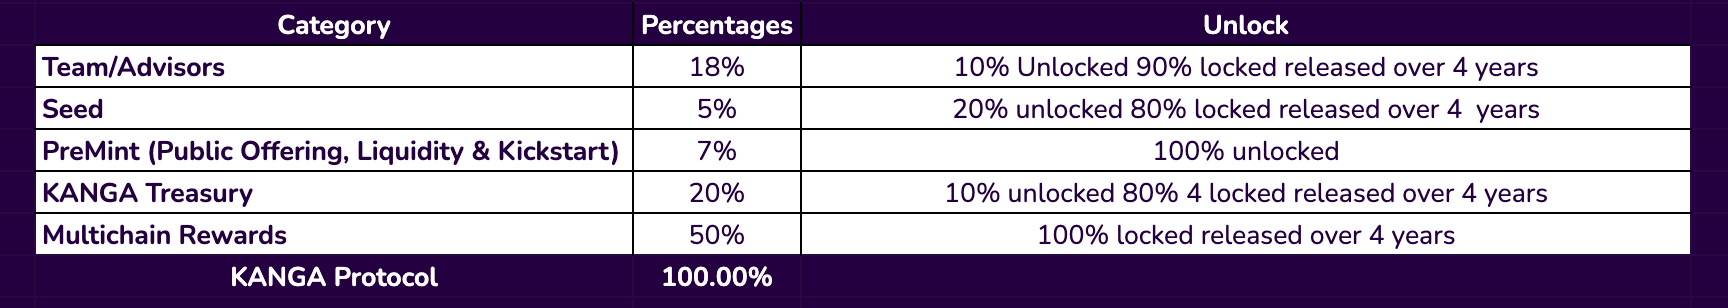 Category Percentages Unlock
Team/Advisors 18% 10% Unlocked 90% locked released over 4 years
Seed 5% 20% unlocked 80% locked released over 4  years
PreMint (Public Offering, Liquidity & Kickstart) 7% 100% unlocked
KANGA Treasury 20% 10% unlocked 80% 4 locked released over 4 years
Multichain Rewards 50% 100% locked released over 4 years
KANGA Protocol 100.00%